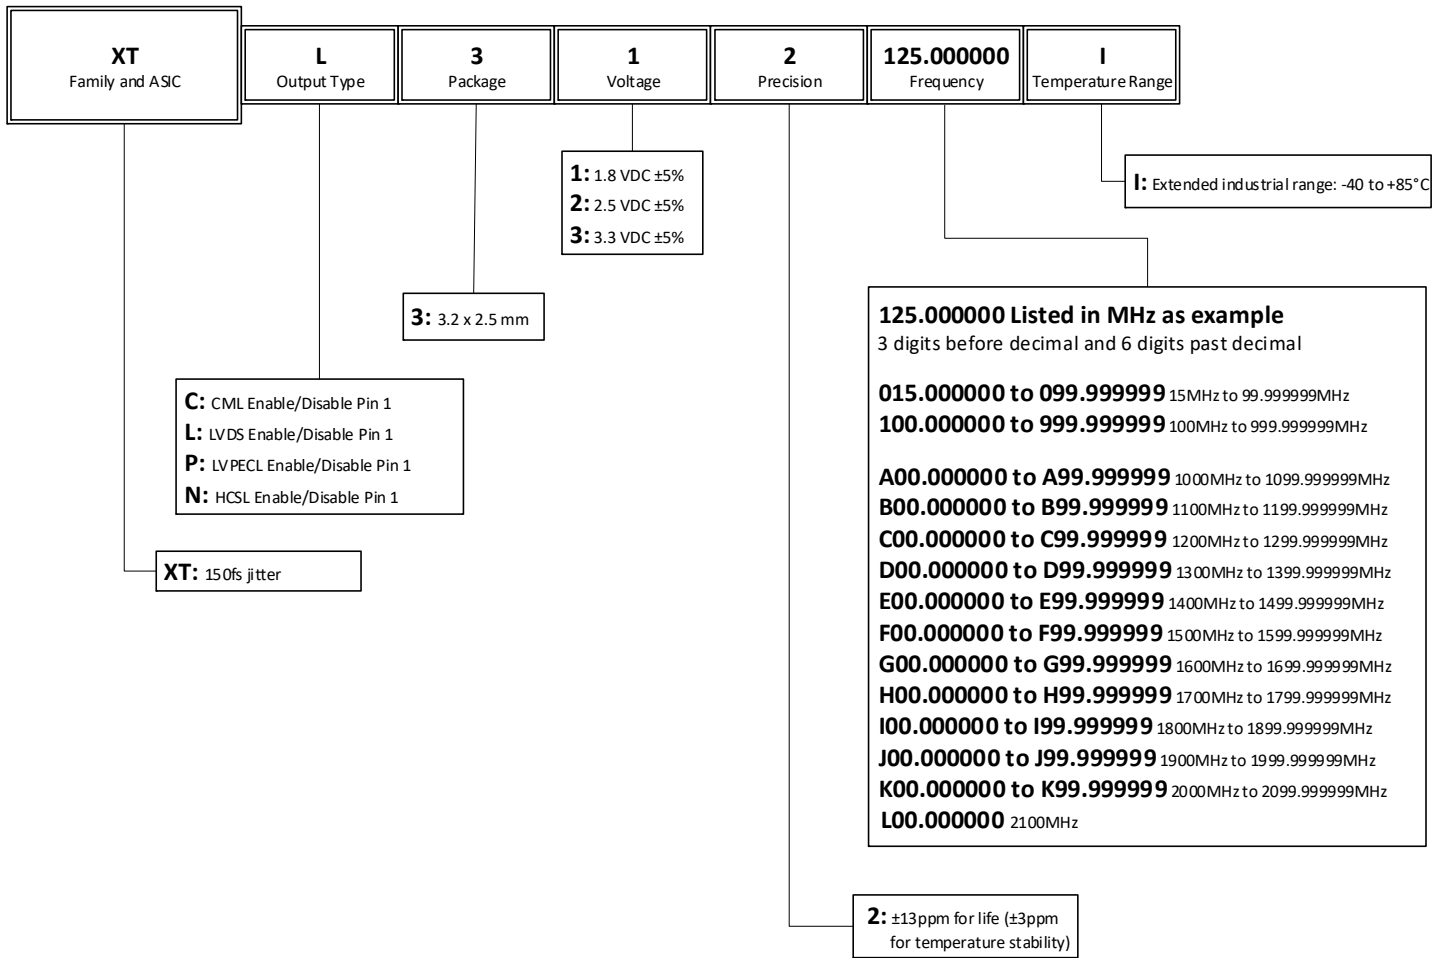 XT
Family and ASIC
L
Output Type
3
Package
1
Voltage
2
Precision
125.000000
Frequency
I
Temperature Range
1: 1.8 VDC ±5%
2: 2.5 VDC ±5%
3: 3.3 VDC ±5%
I: Extended industrial range: -40 to +85°C
3: 3.2 x 2.5 mm
125.000000 Listed in MHz as example
3 digits before decimal and 6 digits past decimal
015.000000 to 099.999999 15MHz to 99.999999MHz
100.000000 to 999.999999 100MHz to 999.999999MHz
A00.000000 to A99.999999 1000MHz to 1099.999999MHz
B00.000000 to B99.999999 1100MHz to 1199.999999MHz
C00.000000 to C99.999999 1200MHz to 1299.999999MHz
D00.000000 to D99.999999 1300MHz to 1399.999999MHz
E00.000000 to E99.999999 1400MHz to 1499.999999MHz
F00.000000 to F99.999999 1500MHz to 1599.999999MHz
G00.000000 to G99.999999 1600MHz to 1699.999999MHz
H00.000000 to H99.999999 1700MHz to 1799.999999MHz
I00.000000 to I99.999999 1800MHz to 1899.999999MHz
J00.000000 to J99.999999 1900MHz to 1999.999999MHz
K00.000000 to K99.999999 2000MHz to 2099.999999MHz
L00.000000 2100MHz
C: CML Enable/Disable Pin 1
L: LVDS Enable/Disable Pin 1
P: LVPECL Enable/Disable Pin 1
N: HCSL Enable/Disable Pin 1
XT: 150fs jitter
2: ±13ppm for life (±3ppm
for temperature stability)